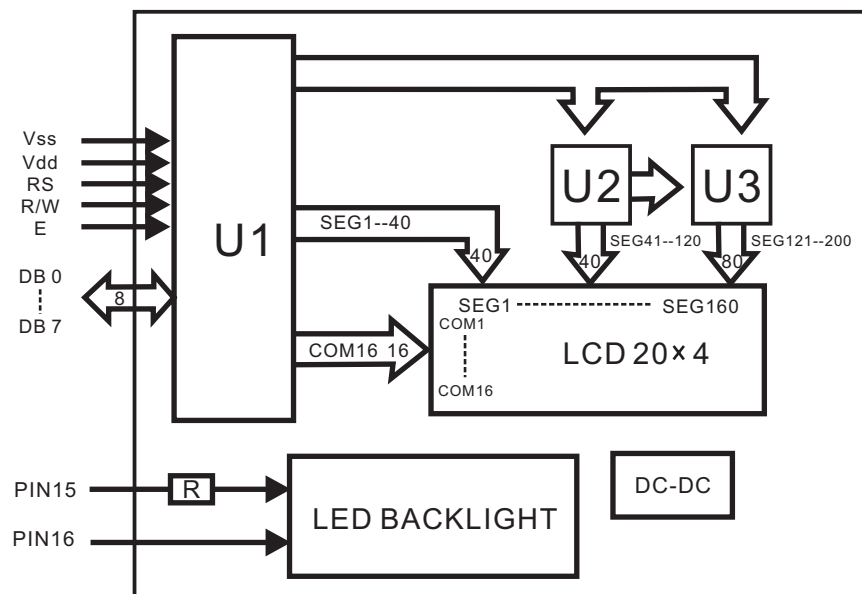 Vss
Vdd
RS
R/W
E
DB 0
DB 7
8
U1
U2
U3
SEG1--40
40
SEG41--120
40
SEG121--200
80
COM16 16
SEG1
SEG160
COM1
COM16
LCD 20×4
PIN15
R
PIN16
LED BACKLIGHT
DC-DC